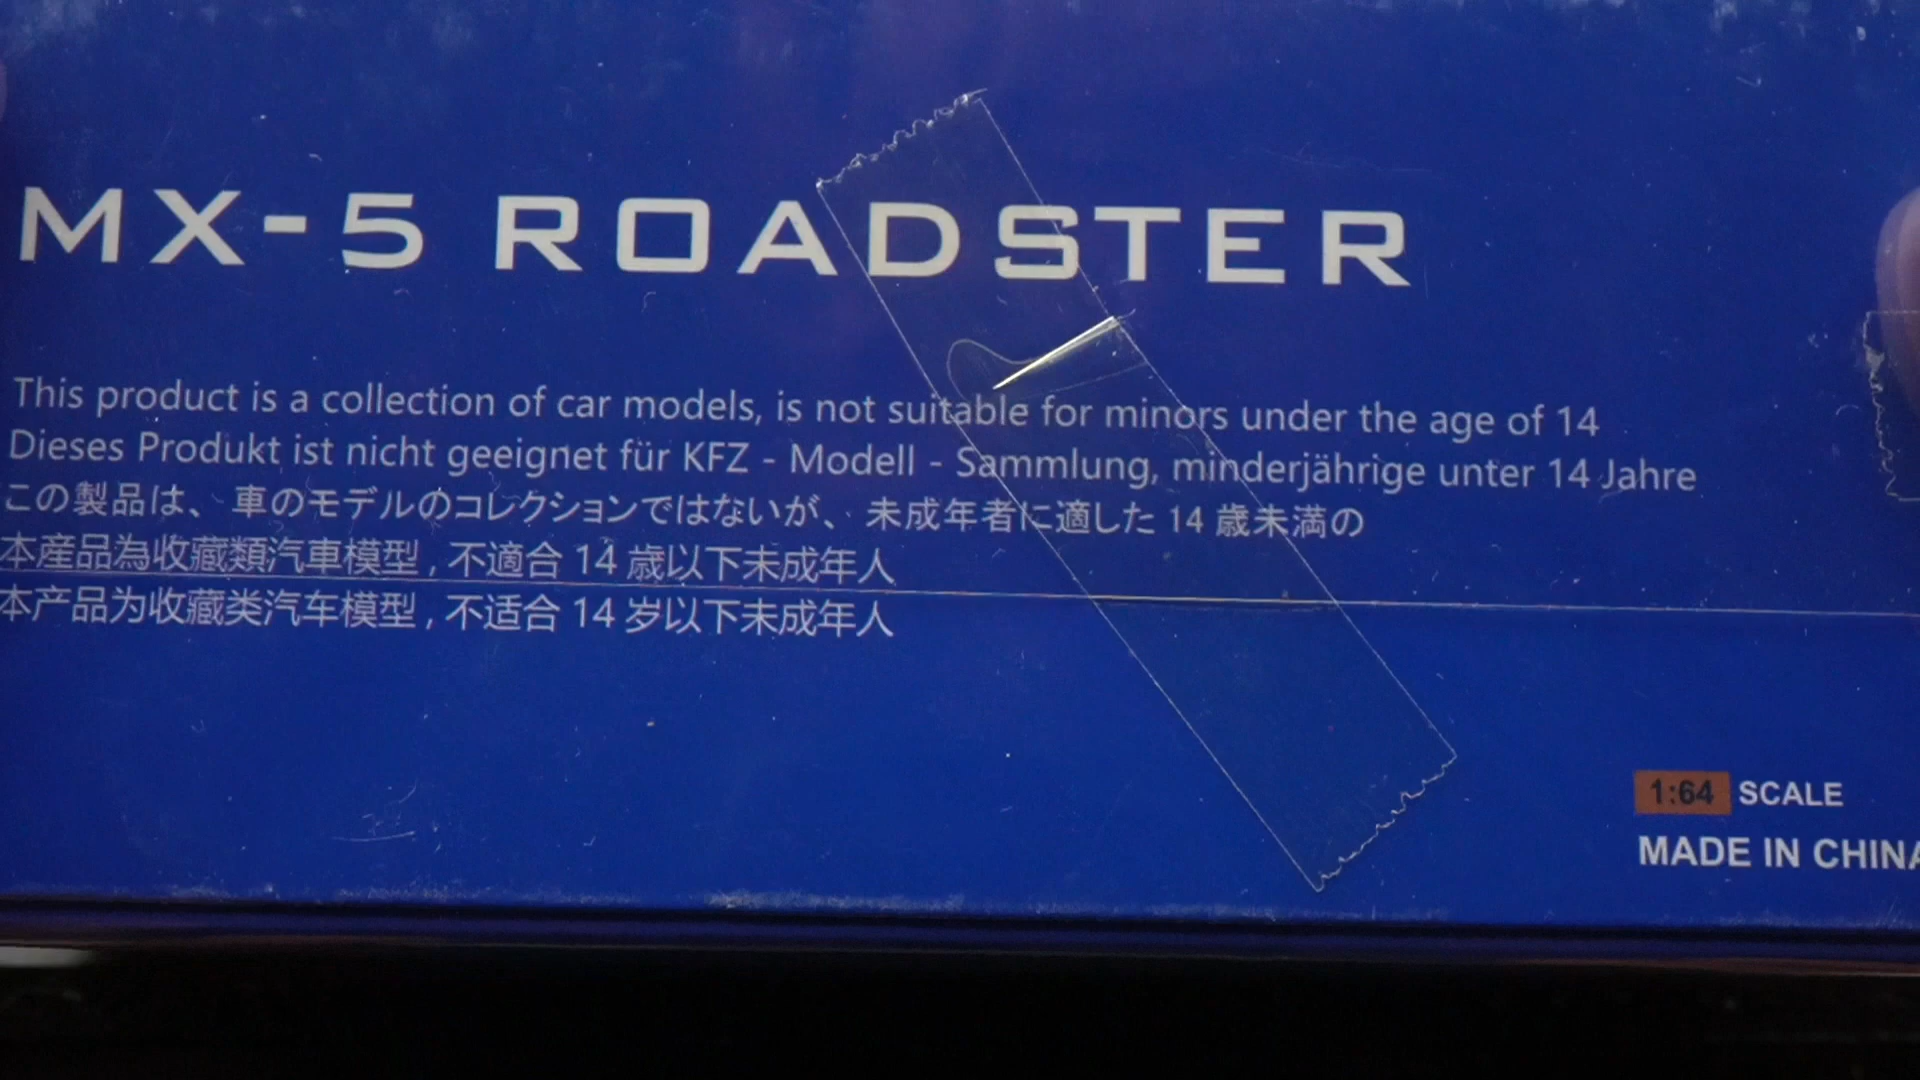 MX-5 ROADSTER
This product is a collection of car models, is not suitable for minors under the age of 14
Dieses Produkt ist nicht geeignet für KFZ - Modell - Sammlung, minderjährige unter 14 Jahre
この製品は、車のモデルのコレクションではないが、未成年者に適した 14 歳未満の
本産品為收藏類汽車模型 , 不適合 14 歲以下未成年人
本产品为收藏类汽车模型 , 不适合 14 岁以下未成年人
1:64 SCALE
MADE IN CHINA